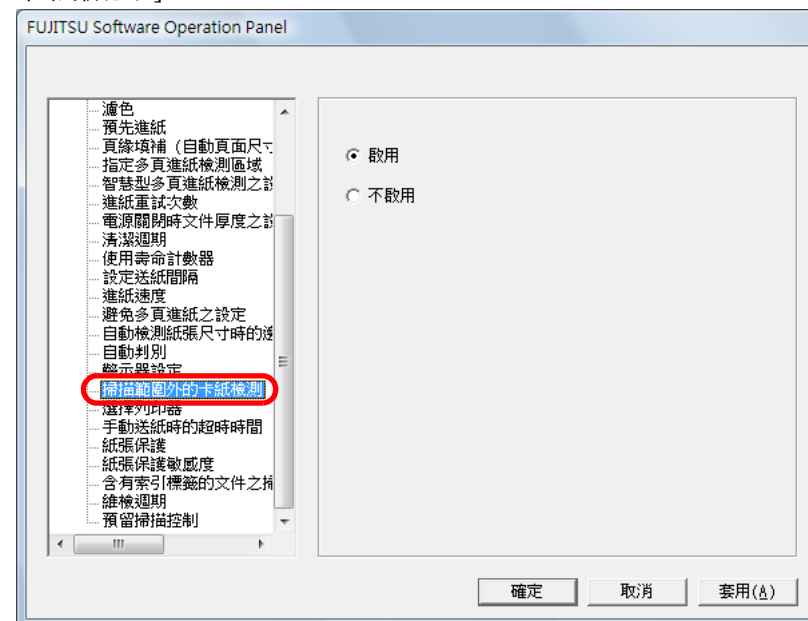 FUJITSU Software Operation Panel
濾色
預先進紙
頁緣填補（自動頁面尺寸
指定多頁進紙檢測區域
智慧型多頁進紙檢測之設
進紙重試次數
電源關閉時文件厚度之設
清潔週期
使用壽命計數器
設定送紙間隔
進紙速度
避免多頁進紙之設定
自動檢測紙張尺寸時的邊
自動判別
警示器設定
掃描範圍外的卡紙檢測
選擇列印器
手動送紙時的超時時間
紙張保護
紙張保護敏感度
含有索引標籤的文件之掃
維檢週期
預留掃描控制
啟用
不啟用
確定
取消
套用(A)